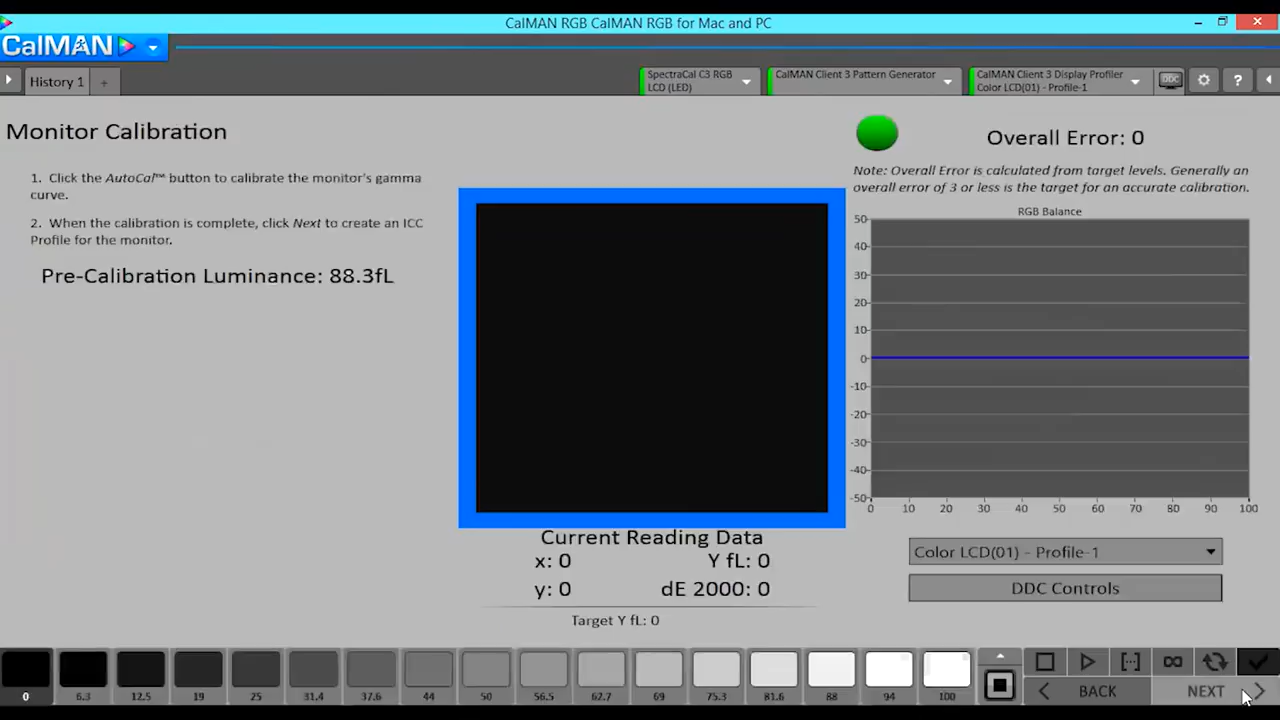 CalMAN RGB CalMAN RGB for Mac and PC
CalMAN
History 1
+
SpectraCal C3 RGB
LCD (LED)
CalMAN Client 3 Pattern Generator
CalMAN Client 3 Display Profiler
Color LCD(01) - Profile-1
DDC
?
Monitor Calibration
1. Click the AutoCal™ button to calibrate the monitor's gamma
curve.
2. When the calibration is complete, click Next to create an ICC
Profile for the monitor.
Pre-Calibration Luminance: 88.3fL
Overall Error: 0
Note: Overall Error is calculated from target levels. Generally an
overall error of 3 or less is the target for an accurate calibration.
RGB Balance
50
40
30
20
10
0
-10
-20
-30
-40
-50
0 10 20 30 40 50 60 70 80 90 100
Current Reading Data
x: 0 Y fL: 0
y: 0 dE 2000: 0
Target Y fL: 0
Color LCD(01) - Profile-1
DDC Controls
0 6.3 12.5 19 25 31.4 37.6 44 50 56.5 62.7 69 75.3 81.6 88 94 100
BACK
NEXT